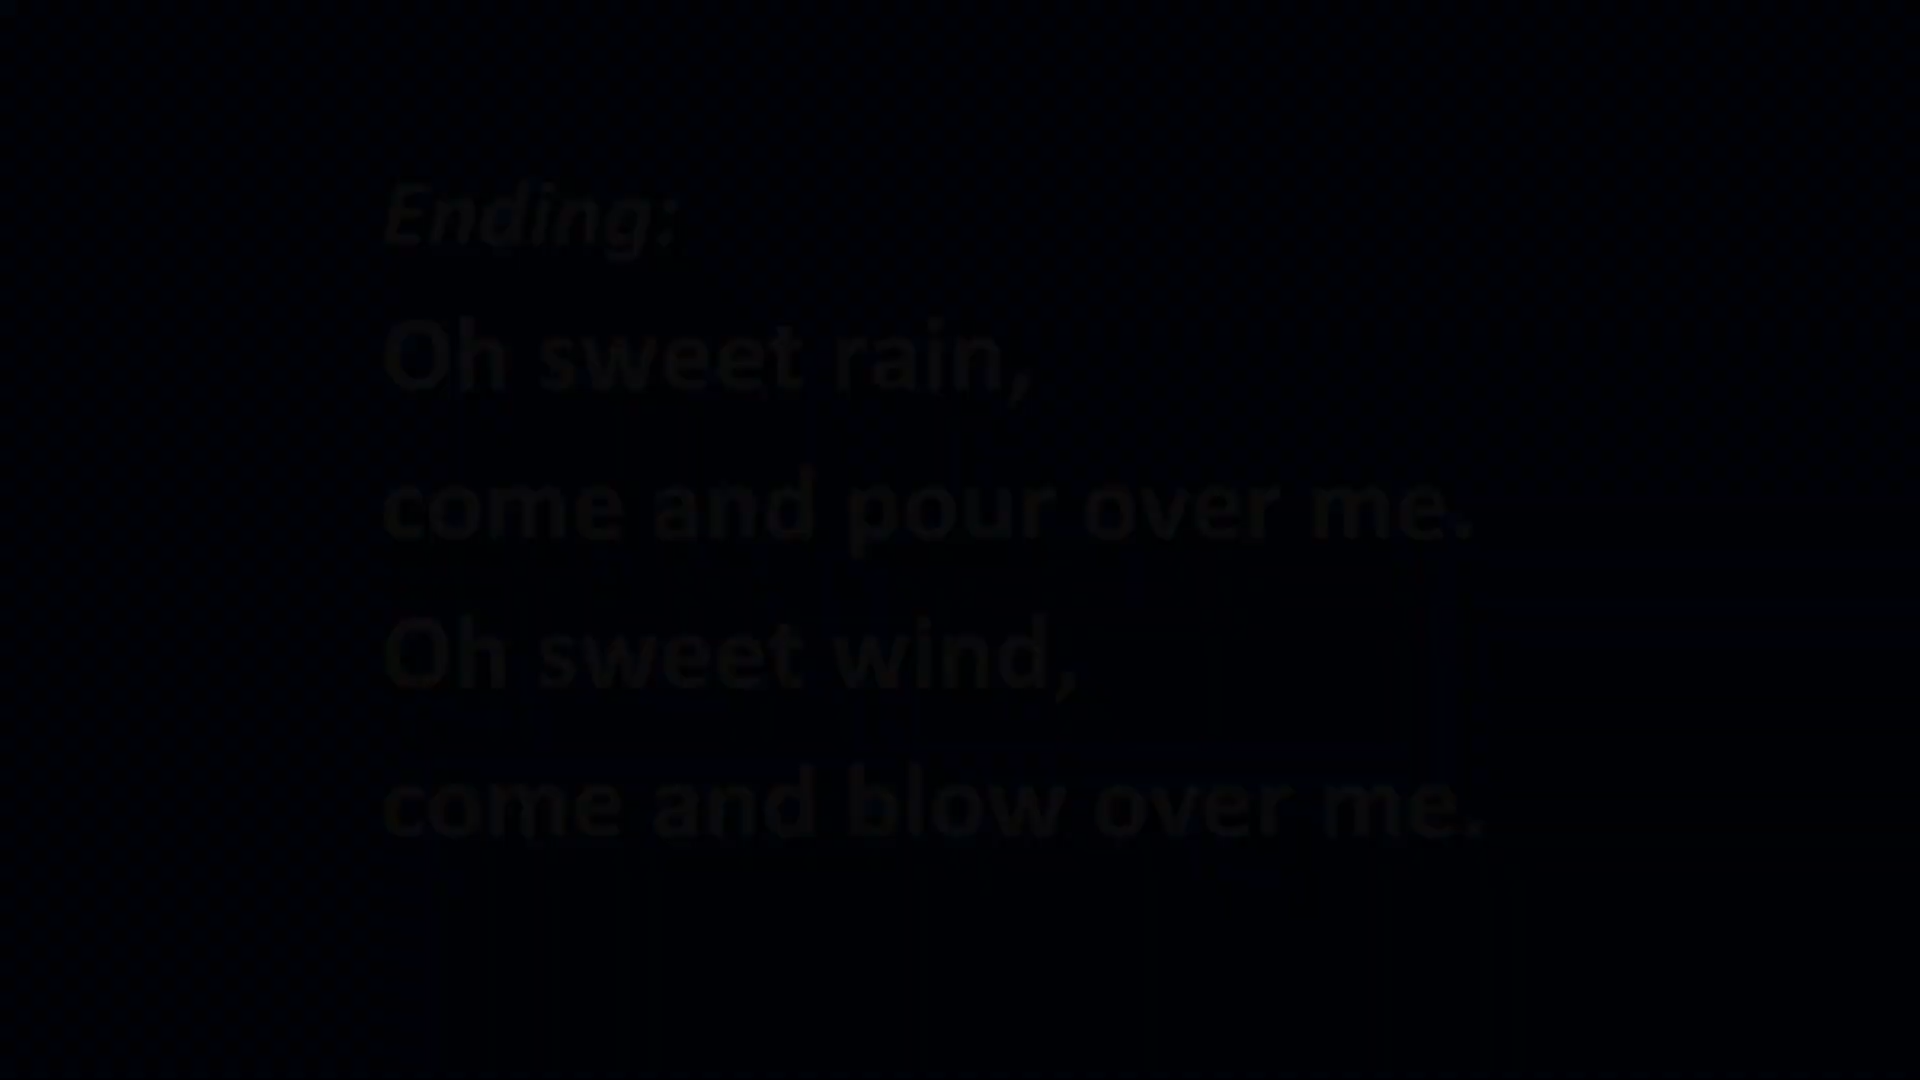 Ending:
Oh sweet rain,
come and pour over me.
Oh sweet wind,
come and blow over me.